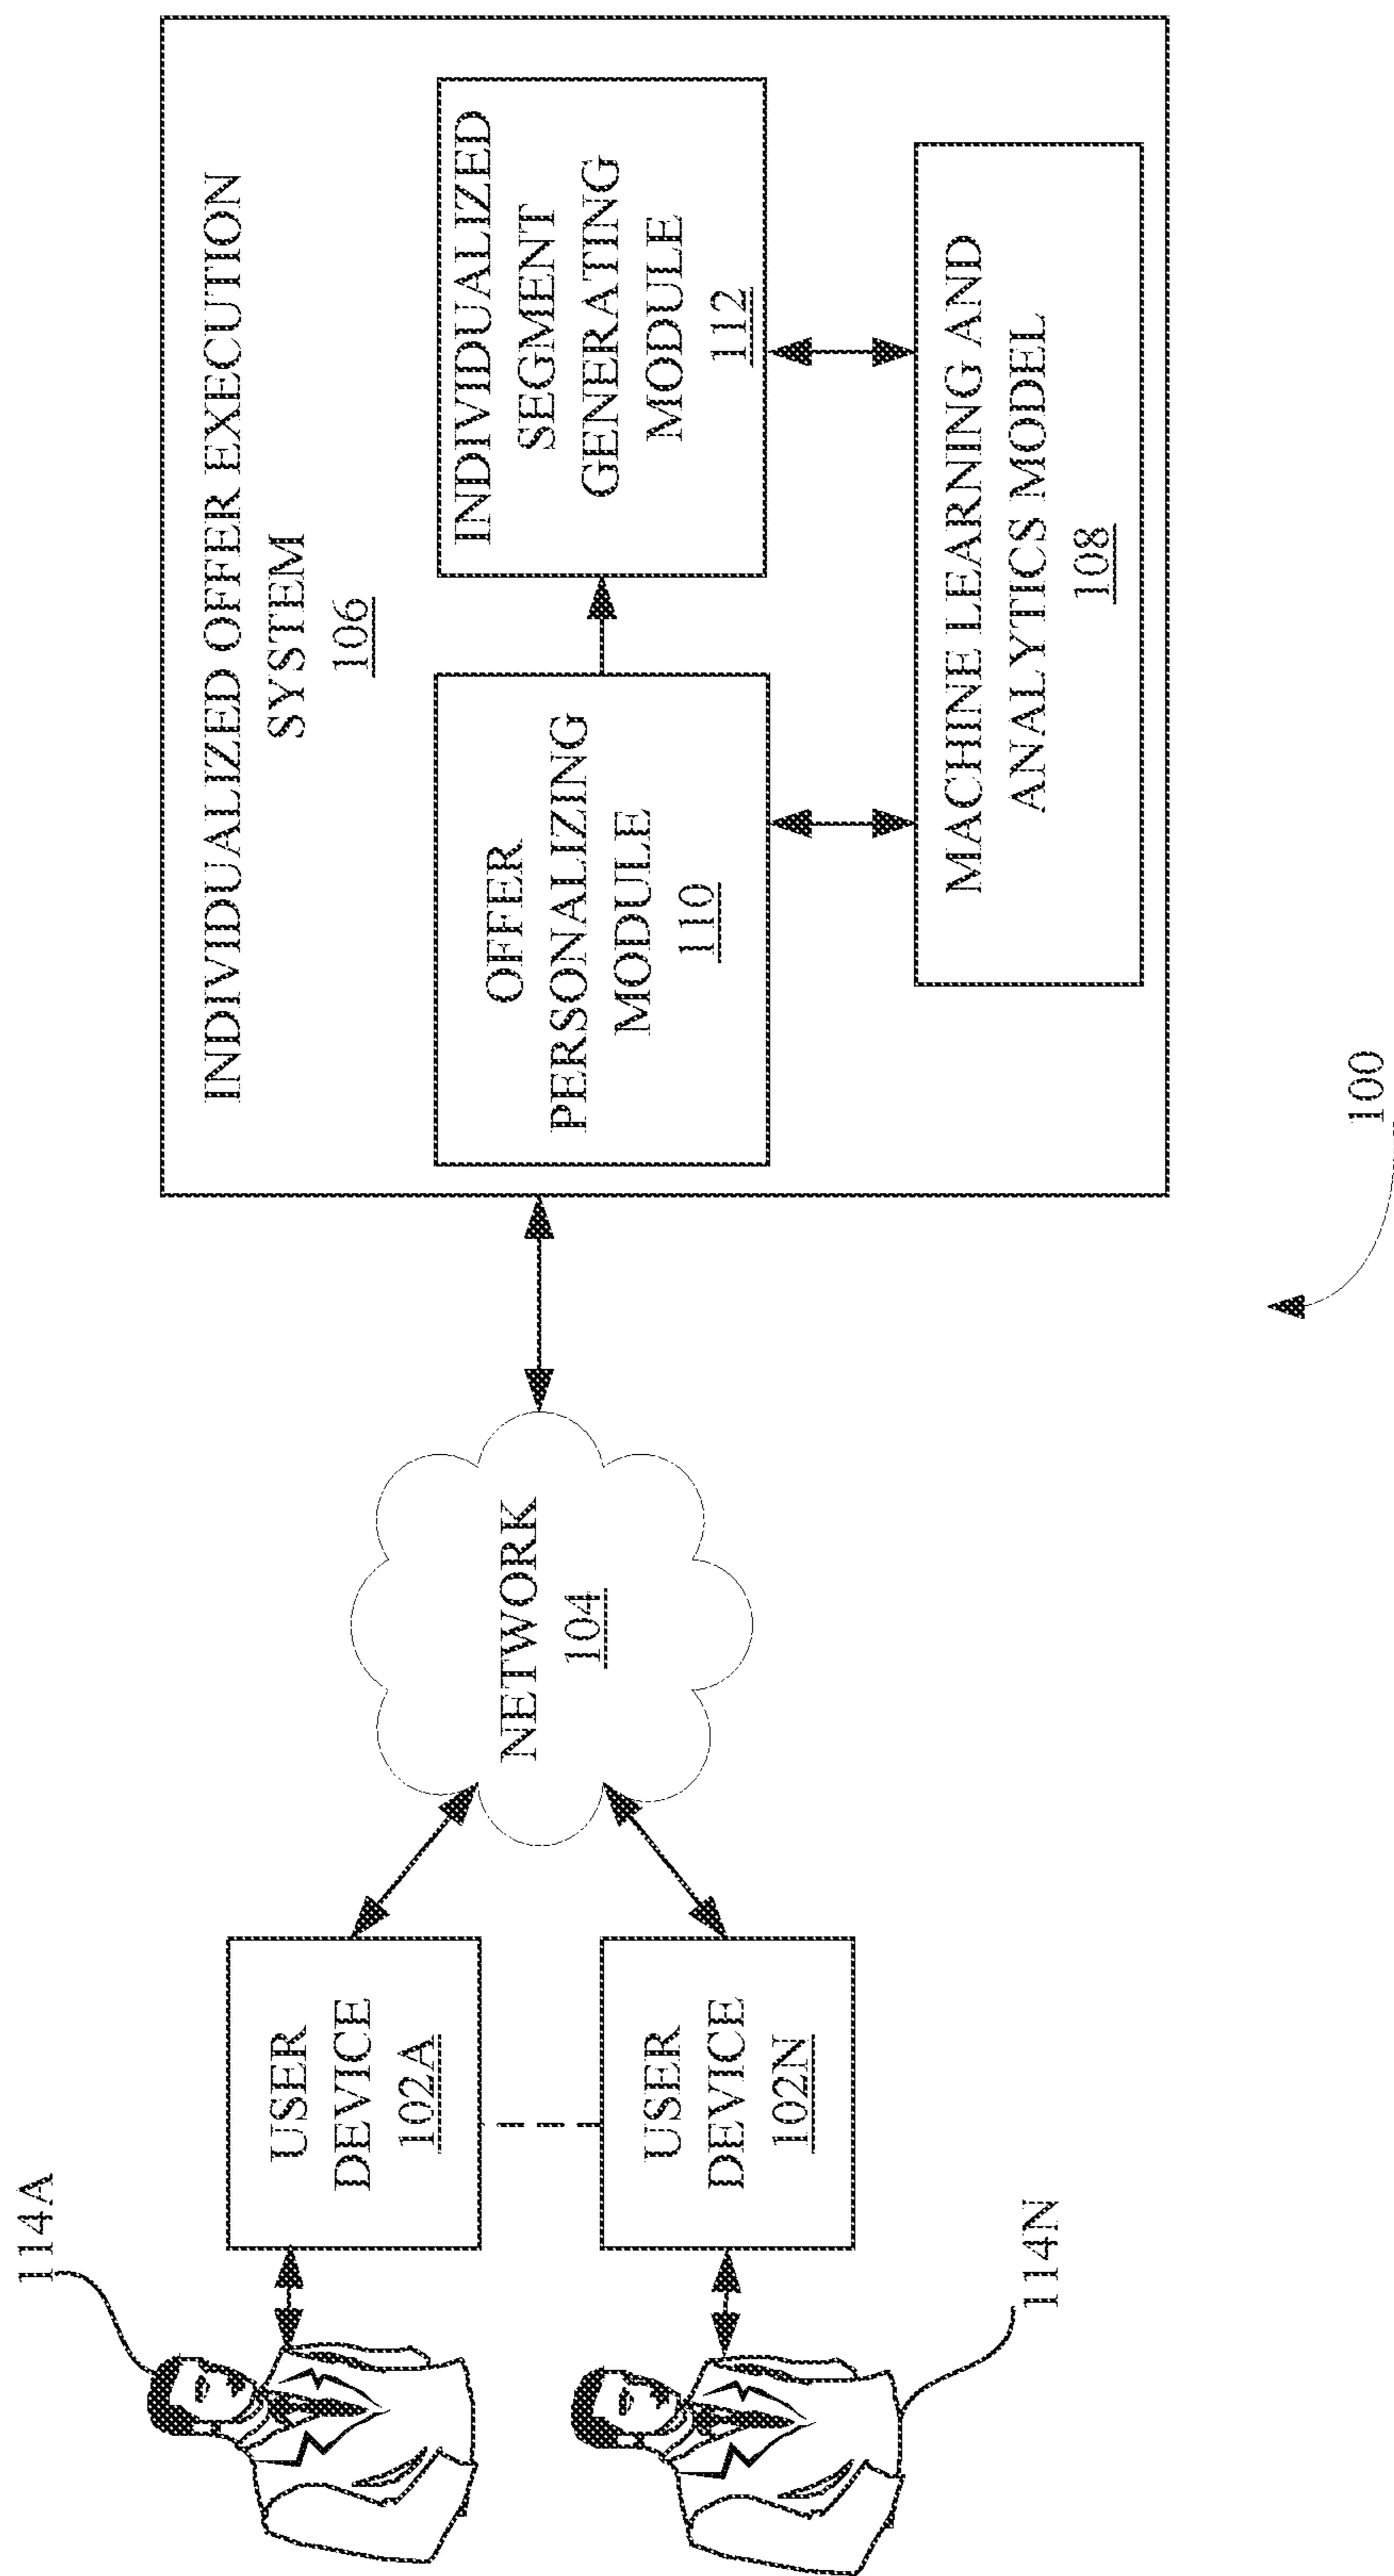 114A
USER
DEVICE
102A
USER
DEVICE
102N
114N
NETWORK
104
INDIVIDUALIZED OFFER EXECUTION
SYSTEM
106
OFFER
PERSONALIZING
MODULE
110
INDIVIDUALIZED
SEGMENT
GENERATING
MODULE
112
MACHINE LEARNING AND
ANALYTICS MODEL
108
100